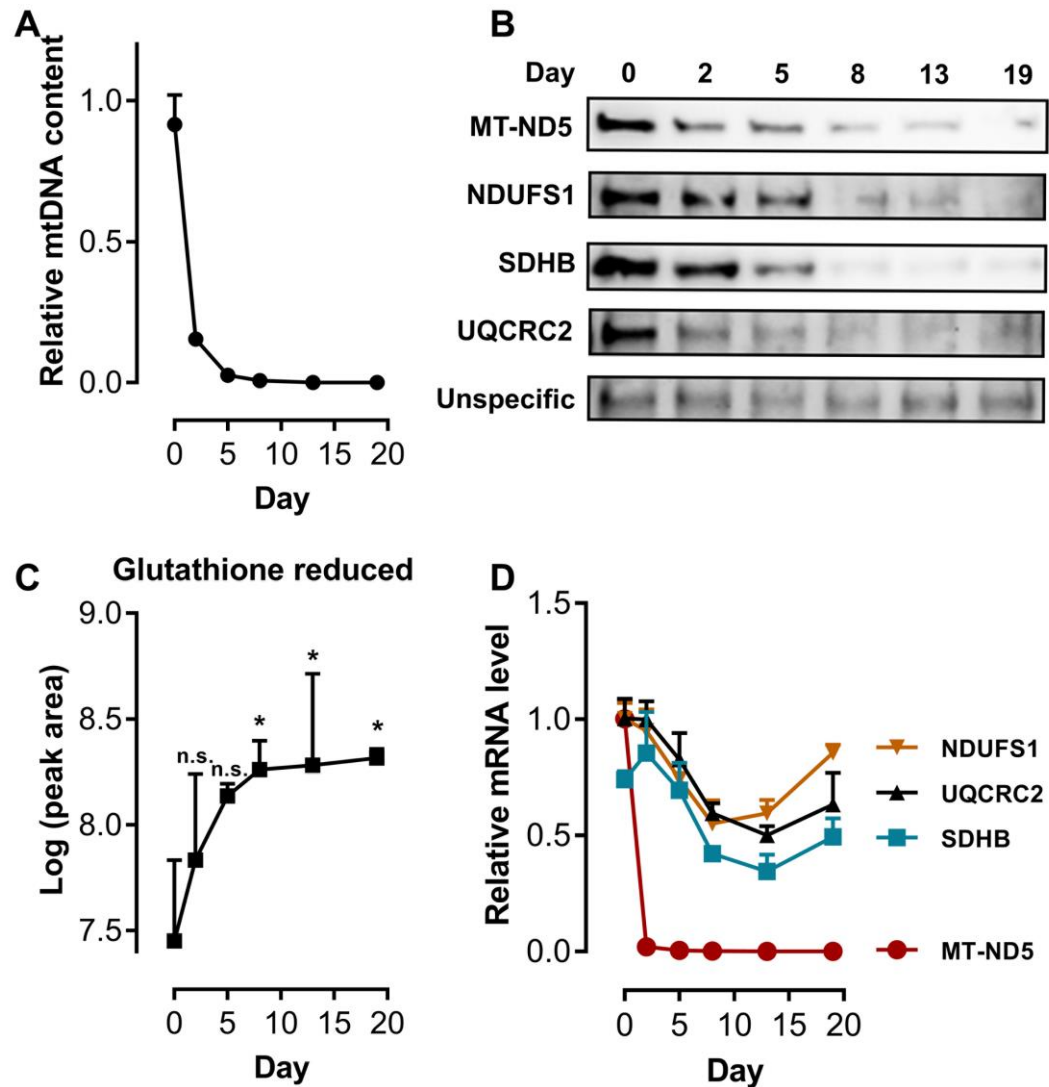 A
Relative mtDNA content
1.0
0.5
0.0
0 5 10 15 20
Day
B
Day 0 2 5 8 13 19
MT-ND5
NDUFS1
SDHB
UQCRC2
Unspecific
C
Glutathione reduced
Log (peak area)
9.0
8.5
8.0
7.5
n.s.
n.s.
*
*
*
0 5 10 15 20
Day
D
Relative mRNA level
1.5
1.0
0.5
0.0
0 5 10 15 20
Day
NDUFS1
UQCRC2
SDHB
MT-ND5